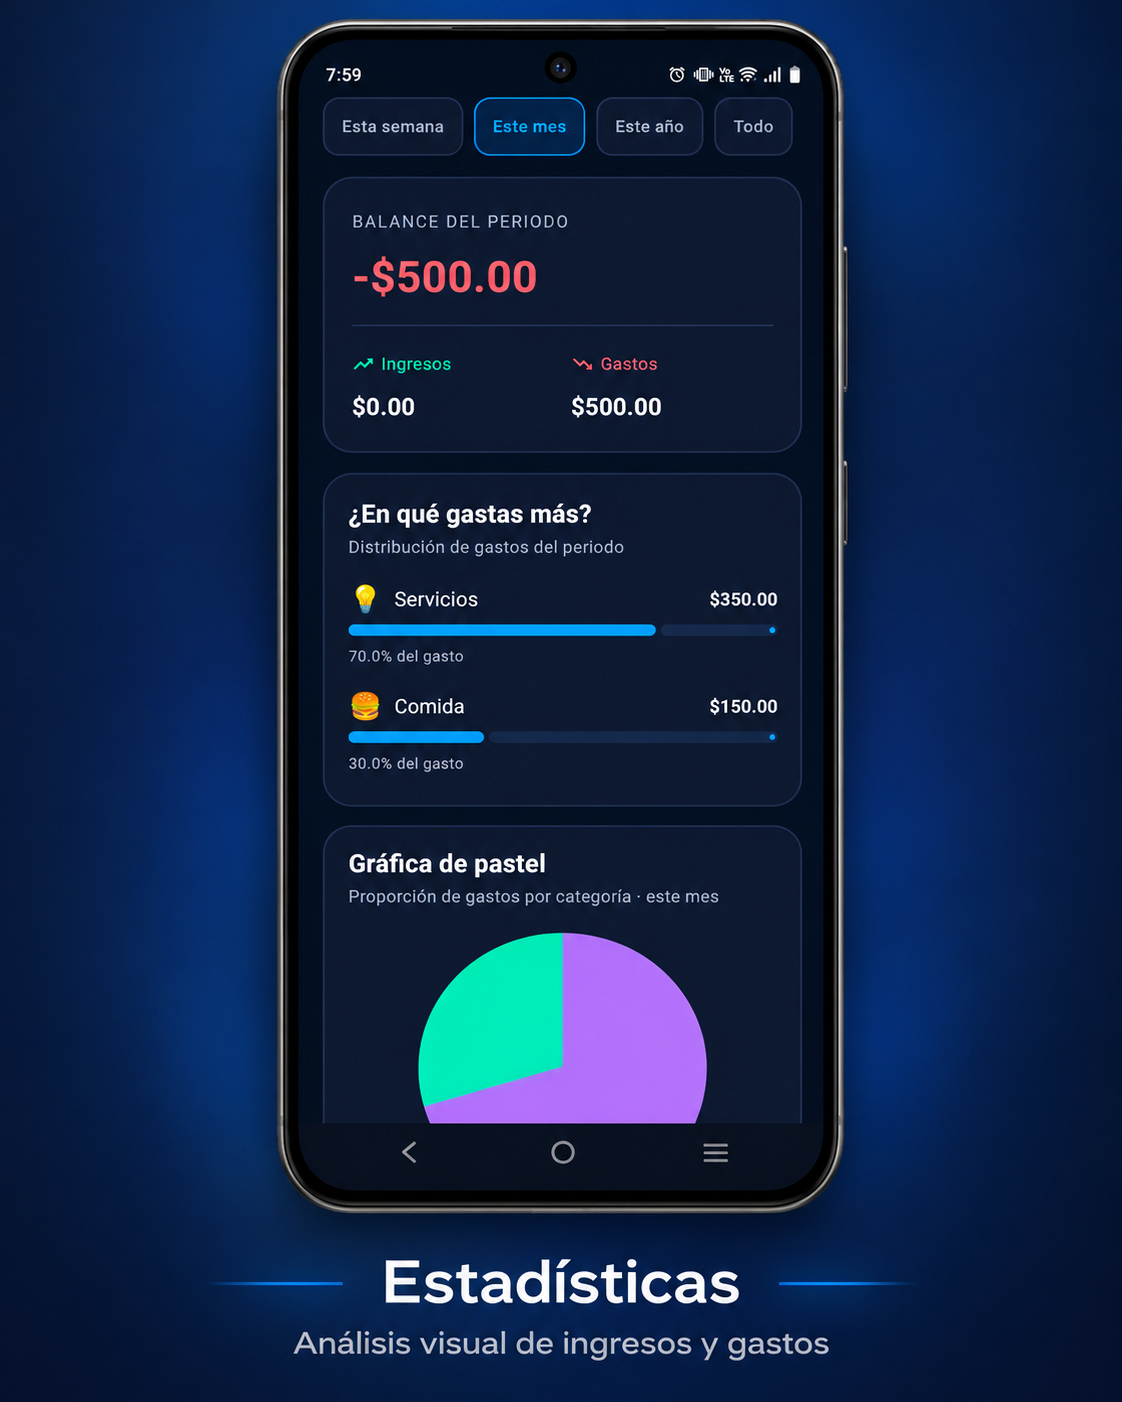 7:59
Vo LTE
Esta semana
Este mes
Este año
Todo
BALANCE DEL PERIODO
-$500.00
Ingresos
Gastos
$0.00
$500.00
¿En qué gastas más?
Distribución de gastos del periodo
Servicios
$350.00
70.0% del gasto
Comida
$150.00
30.0% del gasto
Gráfica de pastel
Proporción de gastos por categoría · este mes
Estadísticas
Análisis visual de ingresos y gastos